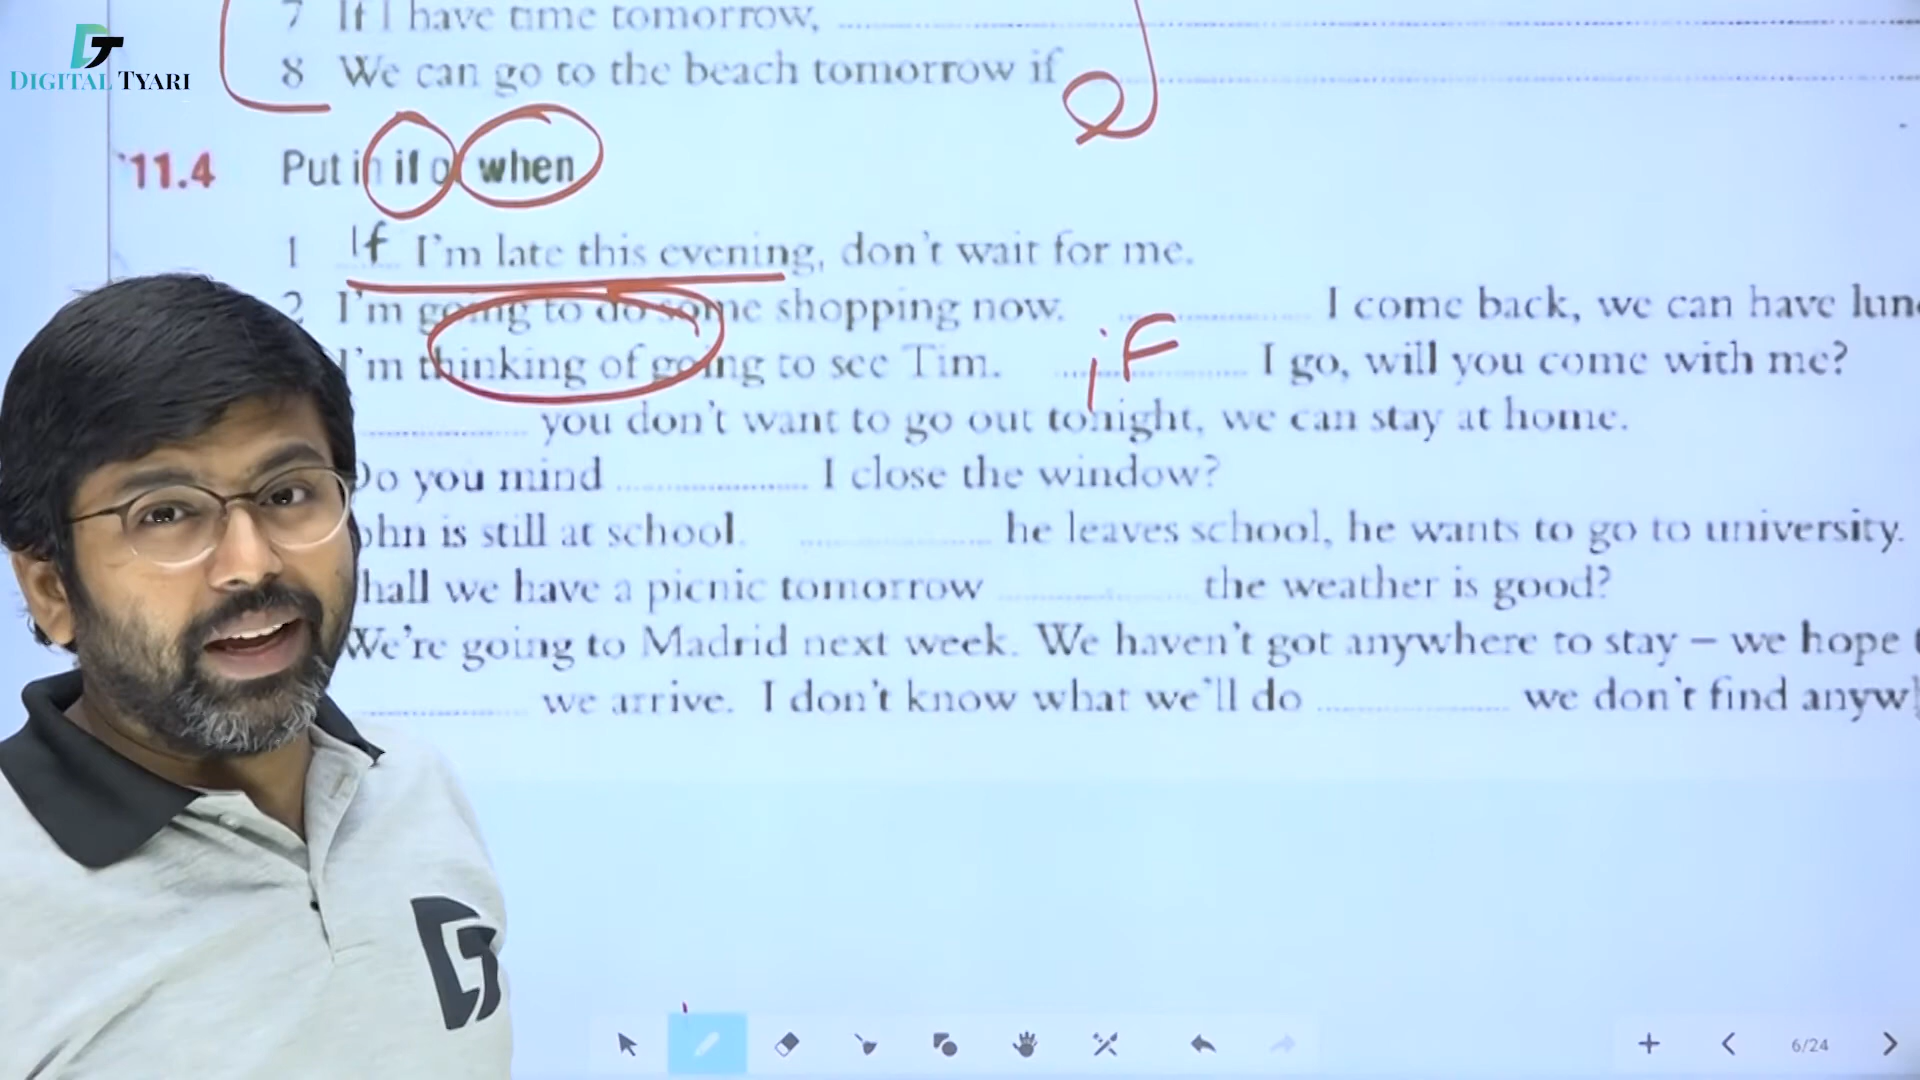 DT
DIGITAL TYARI
7 If I have time tomorrow,
8 We can go to the beach tomorrow if
11.4 Put in if o when
1 If I'm late this evening, don't wait for me.
2 I'm going to do some shopping now. I come back, we can have lun
I'm thinking of going to see Tim. if I go, will you come with me?
you don't want to go out tonight, we can stay at home.
Do you mind I close the window?
ohn is still at school. he leaves school, he wants to go to university.
hall we have a picnic tomorrow the weather is good?
We're going to Madrid next week. We haven't got anywhere to stay – we hope
we arrive. I don't know what we'll do we don't find anyw
DT
6/24